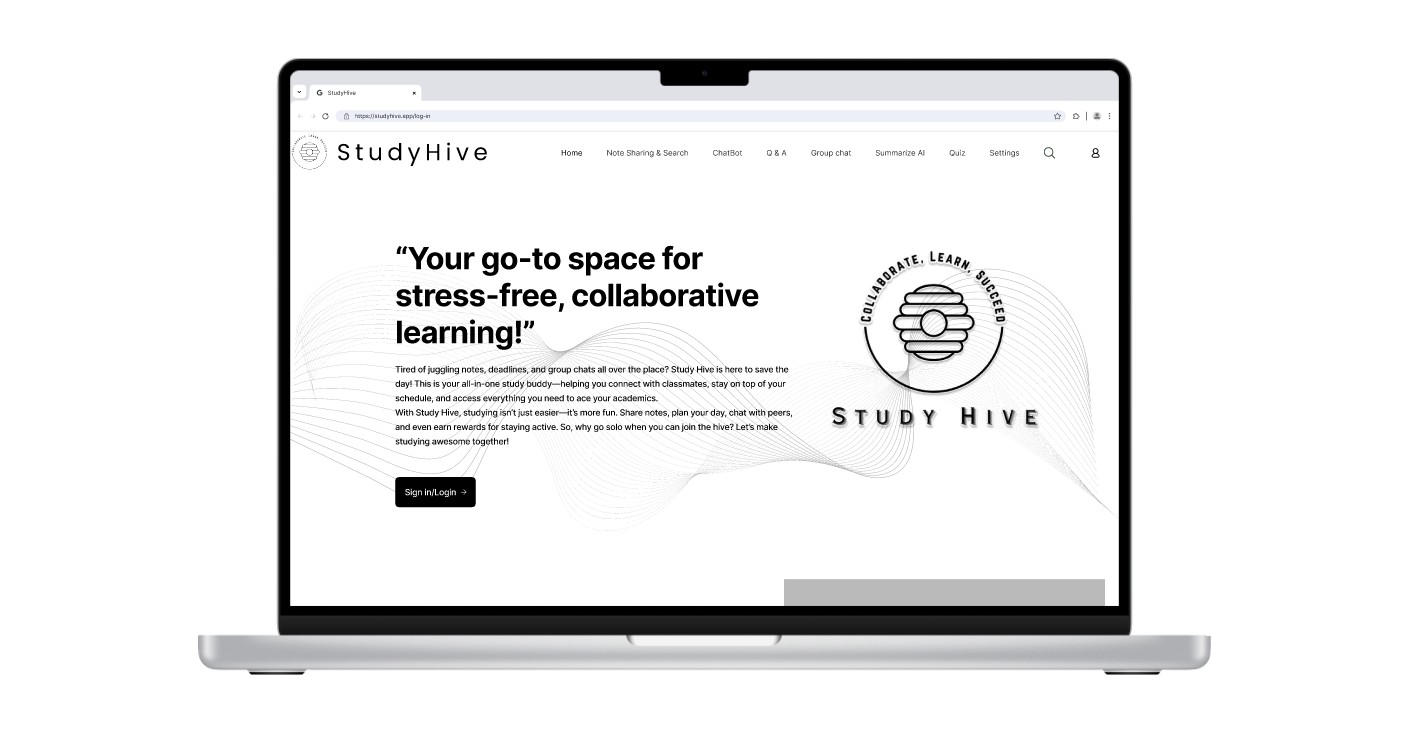 StudyHive
https://studyhive.app/log-in
StudyHive
Home
Note Sharing & Search
ChatBot
Q & A
Group chat
Summarize AI
Quiz
Settings
“Your go-to space for
stress-free, collaborative
learning!”
Tired of juggling notes, deadlines, and group chats all over the place? Study Hive is here to save the
day! This is your all-in-one study buddy—helping you connect with classmates, stay on top of your
schedule, and access everything you need to ace your academics.
With Study Hive, studying isn’t just easier—it’s more fun. Share notes, plan your day, chat with peers,
and even earn rewards for staying active. So, why go solo when you can join the hive? Let’s make
studying awesome together!
Sign in/Login →
Collaborate, Learn, Succeed
Study Hive